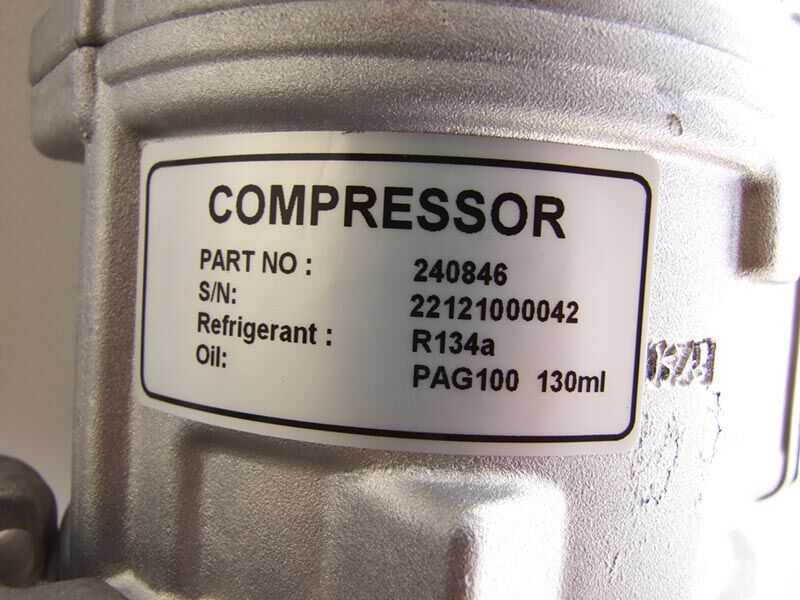 COMPRESSOR
PART NO : 240846
S/N: 22121000042
Refrigerant : R134a
Oil: PAG100 130ml